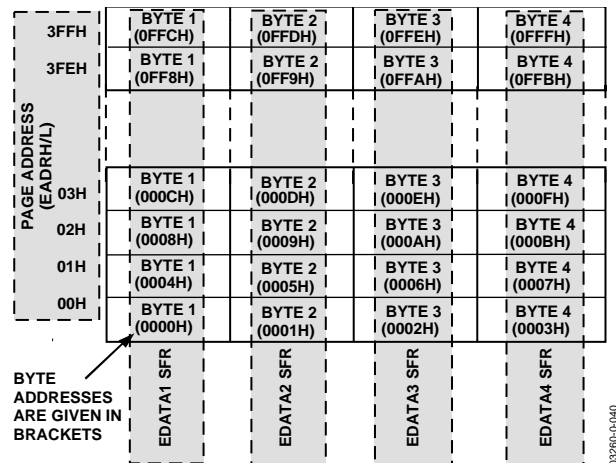 3FFH
BYTE 1 (0FFCH)
BYTE 2 (0FFDH)
BYTE 3 (0FFEH)
BYTE 4 (0FFFH)
3FEH
BYTE 1 (0FF8H)
BYTE 2 (0FF9H)
BYTE 3 (0FFAH)
BYTE 4 (0FFBH)
PAGE ADDRESS
(EADRH/L)
03H
BYTE 1 (000CH)
BYTE 2 (000DH)
BYTE 3 (000EH)
BYTE 4 (000FH)
02H
BYTE 1 (0008H)
BYTE 2 (0009H)
BYTE 3 (000AH)
BYTE 4 (000BH)
01H
BYTE 1 (0004H)
BYTE 2 (0005H)
BYTE 3 (0006H)
BYTE 4 (0007H)
00H
BYTE 1 (0000H)
BYTE 2 (0001H)
BYTE 3 (0002H)
BYTE 4 (0003H)
BYTE
ADDRESSES
ARE GIVEN IN
BRACKETS
EDATA1 SFR
EDATA2 SFR
EDATA3 SFR
EDATA4 SFR
03260-0-040